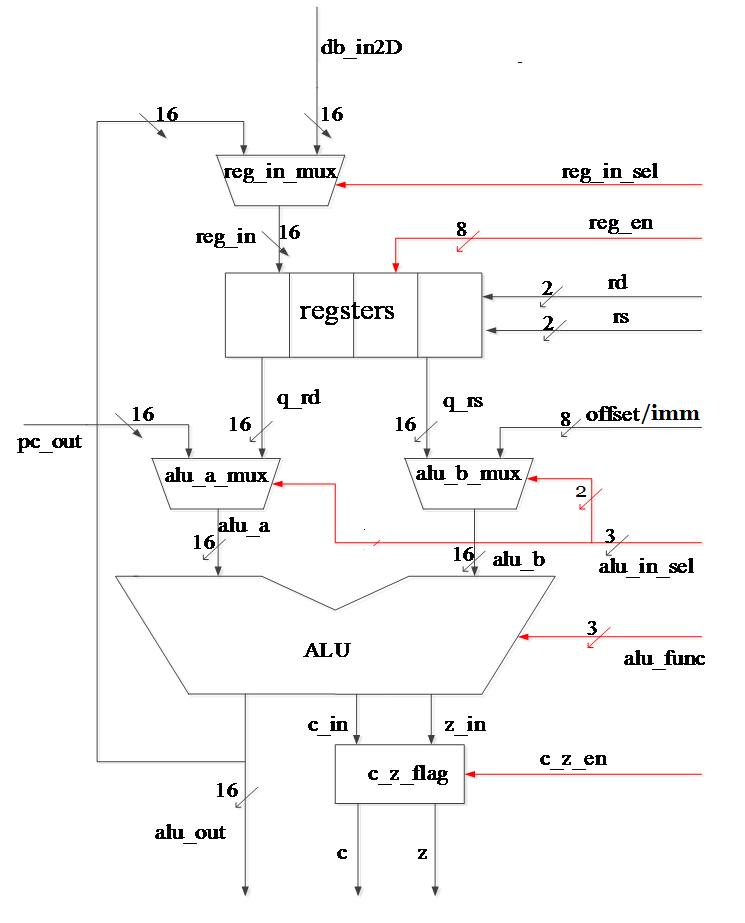 db_in2D
16
16
reg_in_mux
reg_in_sel
reg_in
16
8
reg_en
regsters
2
rd
2
rs
q_rd
q_rs
16
16
16
8
offset/imm
pc_out
alu_a_mux
alu_b_mux
2
alu_a
16
16
alu_b
3
alu_in_sel
ALU
3
alu_func
c_in
z_in
c_z_flag
c_z_en
16
alu_out
c
z